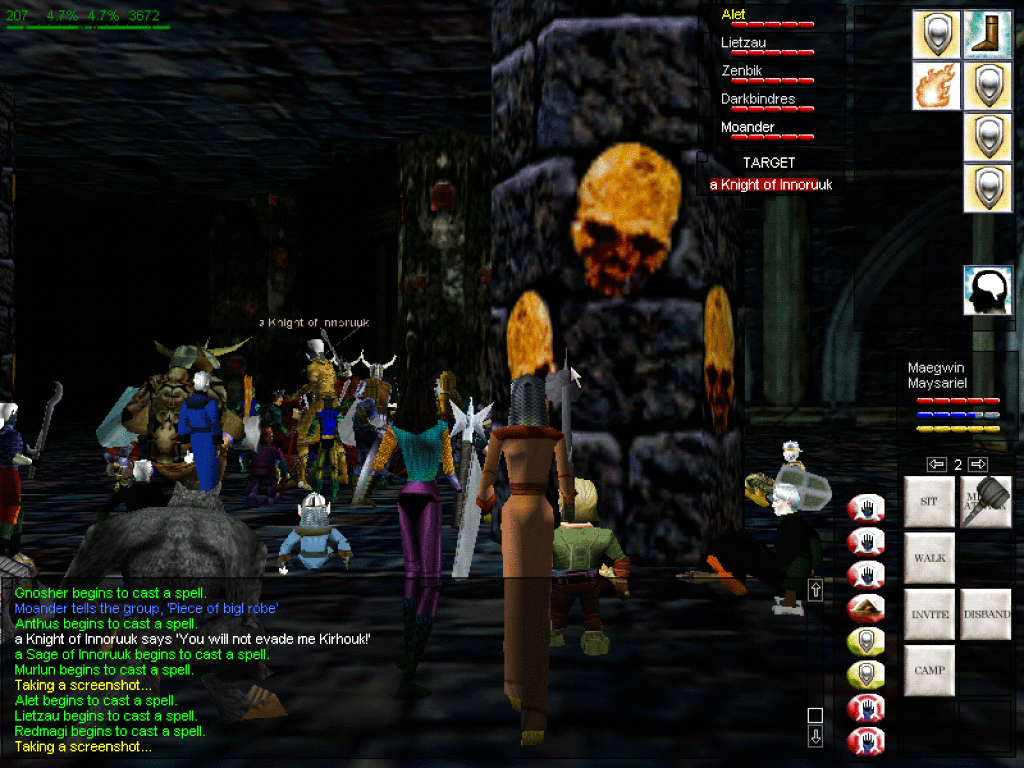 207 4.7% 4.7% 3672
Alet
Lietzau
Zenbik
Darkbindres
Moander
TARGET
a Knight of Innoruuk
a Knight of Innoruuk
Maegwin
Maysariel
2
SIT
WALK
INVITE DISBAND
CAMP
Gnosher begins to cast a spell.
Moander tells the group, 'Piece of bigl robe'
Anthus begins to cast a spell.
a Knight of Innoruuk says 'You will not evade me Kirhouk!'
a Sage of Innoruuk begins to cast a spell.
Murlun begins to cast a spell.
Taking a screenshot...
Alet begins to cast a spell.
Lietzau begins to cast a spell.
Redmagi begins to cast a spell.
Taking a screenshot...